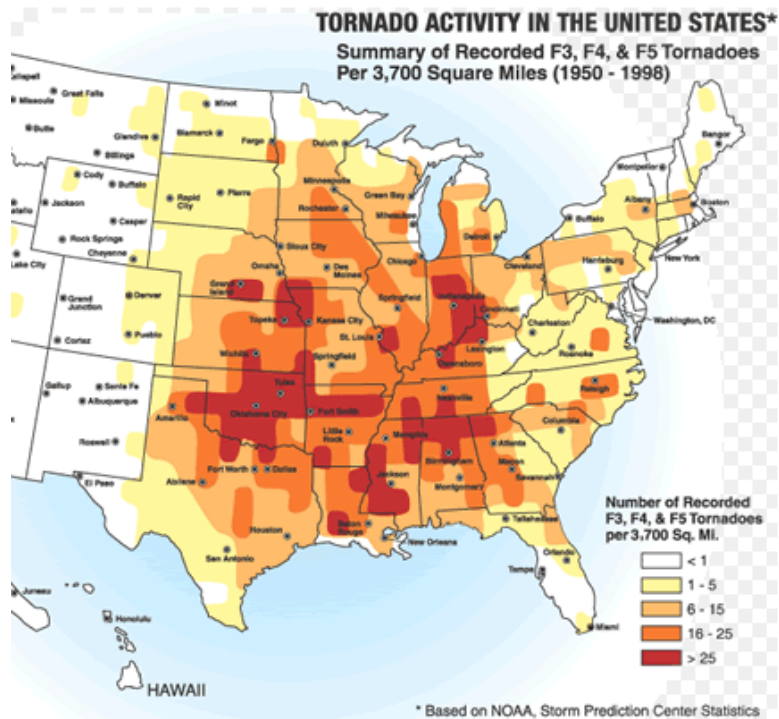 TORNADO ACTIVITY IN THE UNITED STATES*
Summary of Recorded F3, F4, & F5 Tornadoes
Per 3,700 Square Miles (1950 - 1998)
Great Falls
Missoula
Butte
Billings
Glendive
Minot
Bismarck
Fargo
Duluth
Bangor
Montpelier
Cody
Buffalo
Jackson
Casper
Rock Springs
Cheyenne
Rapid
City
Pierre
Minneapolis
Rochester
Green Bay
Milwaukee
Detroit
Buffalo
Albany
Boston
New York
Lake City
Grand
Junction
Denver
Pueblo
Cortez
Sioux City
Omaha
Grand
Island
Des
Moines
Chicago
Cleveland
Harrisburg
Washington, DC
Springfield
Indianapolis
Cincinnati
Charleston
Topeka
Kansas City
St. Louis
Lexington
Roanoke
Wichita
Springfield
Owensboro
Raleigh
Gallup
Santa Fe
Albuquerque
Roswell
El Paso
Amarillo
Tulsa
Oklahoma City
Fort Smith
Little
Rock
Memphis
Nashville
Columbia
Atlanta
Birmingham
Macon
Savannah
Montgomery
Jackson
Abilene
Fort Worth
Dallas
Houston
San Antonio
Baton
Rouge
New Orleans
Tallahassee
Orlando
Tampa
Miami
Juneau
Honolulu
HAWAII
Number of Recorded
F3, F4, & F5 Tornadoes
per 3,700 Sq. Mi.
< 1
1 - 5
6 - 15
16 - 25
> 25
* Based on NOAA, Storm Prediction Center Statistics